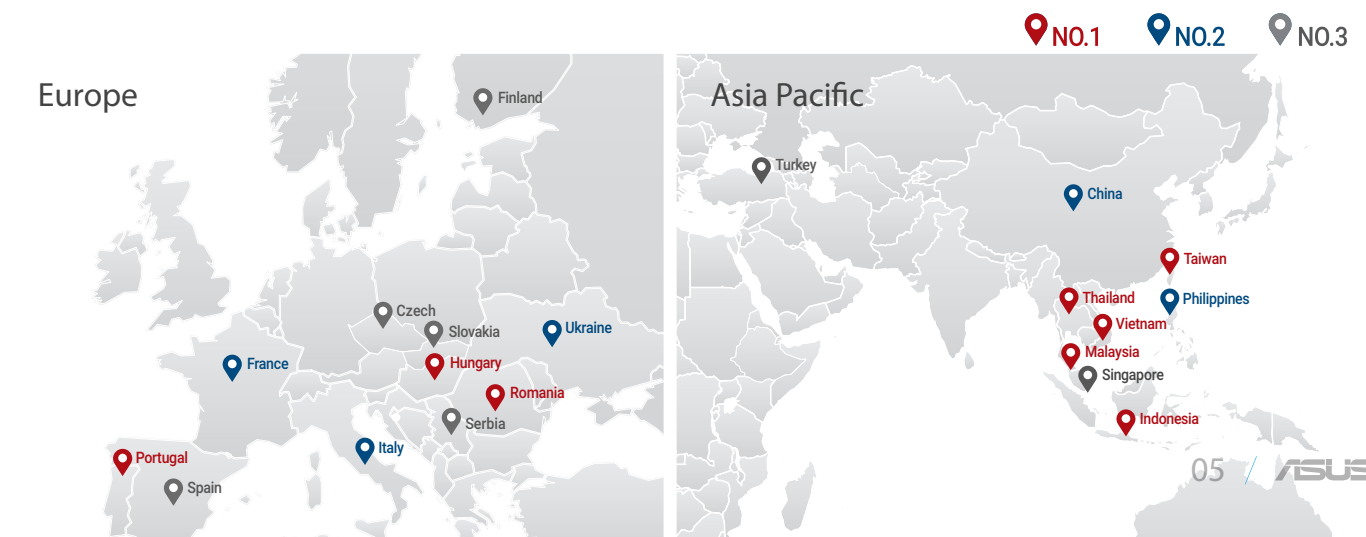 NO.1
NO.2
NO.3
Europe
Finland
Czech
Slovakia
Ukraine
France
Hungary
Romania
Serbia
Italy
Portugal
Spain
Asia Pacific
Turkey
China
Taiwan
Thailand
Philippines
Vietnam
Malaysia
Singapore
Indonesia
05 / ASUS